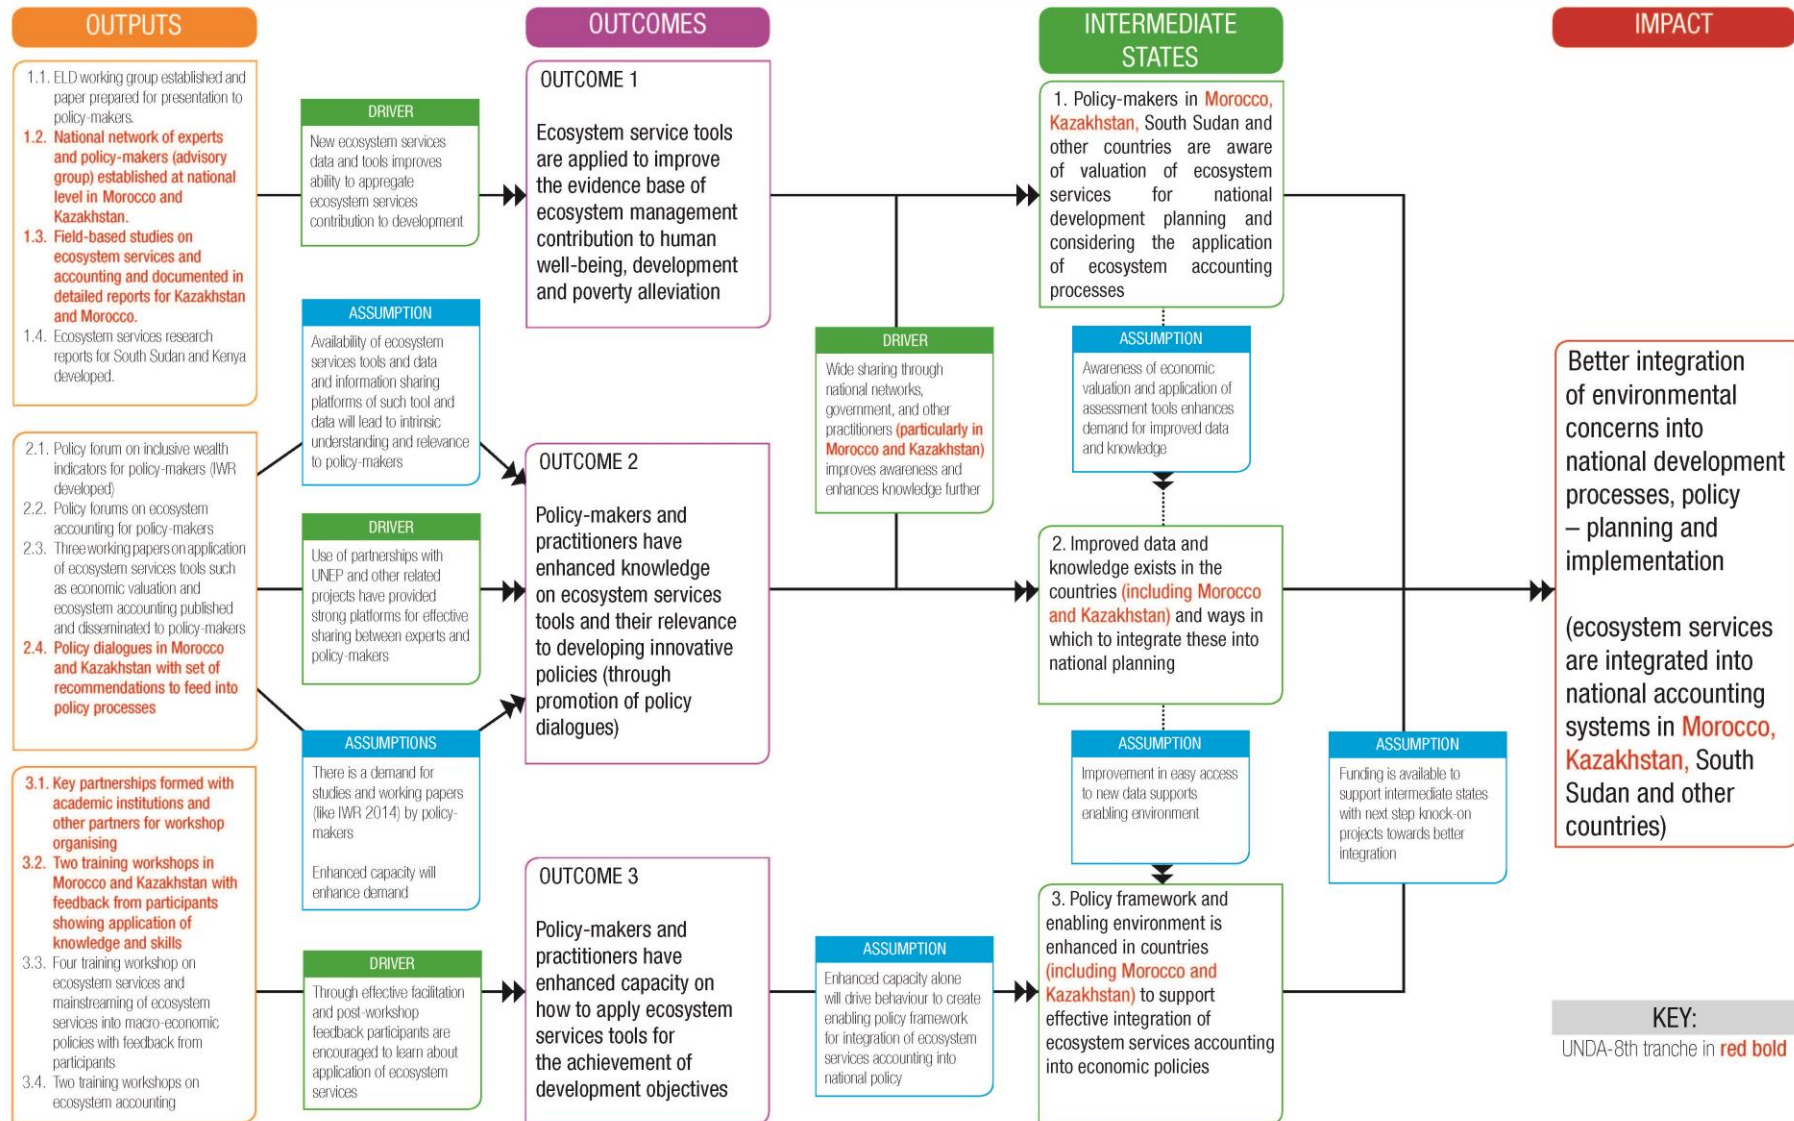 OUTPUTS
1.1. ELD working group established and
paper prepared for presentation to
policy-makers.
1.2. National network of experts
and policy-makers (advisory
group) established at national
level in Morocco and
Kazakhstan.
1.3. Field-based studies on
ecosystem services and
accounting and documented in
detailed reports for Kazakhstan
and Morocco.
1.4. Ecosystem services research
reports for South Sudan and Kenya
developed.
2.1. Policy forum on inclusive wealth
indicators for policy-makers (IWR
developed)
2.2. Policy forums on ecosystem
accounting for policy-makers
2.3. Three working papers on application
of ecosystem services tools such
as economic valuation and
ecosystem accounting published
and disseminated to policy-makers
2.4. Policy dialogues in Morocco
and Kazakhstan with set of
recommendations to feed into
policy processes
3.1. Key partnerships formed with
academic institutions and
other partners for workshop
organising
3.2. Two training workshops in
Morocco and Kazakhstan with
feedback from participants
showing application of
knowledge and skills
3.3. Four training workshop on
ecosystem services and
mainstreaming of ecosystem
services into macro-economic
policies with feedback from
participants
3.4. Two training workshops on
ecosystem accounting
DRIVER
New ecosystem services
data and tools improves
ability to appregate
ecosystem services
contribution to development
ASSUMPTION
Availability of ecosystem
services tools and data
and information sharing
platforms of such tool and
data will lead to intrinsic
understanding and relevance
to policy-makers
DRIVER
Use of partnerships with
UNEP and other related
projects have provided
strong platforms for effective
sharing between experts and
policy-makers
ASSUMPTIONS
There is a demand for
studies and working papers
(like IWR 2014) by policy-
makers
Enhanced capacity will
enhance demand
DRIVER
Through effective facilitation
and post-workshop
feedback participants are
encouraged to learn about
application of ecosystem
services
OUTCOMES
OUTCOME 1
Ecosystem service tools
are applied to improve
the evidence base of
ecosystem management
contribution to human
well-being, development
and poverty alleviation
OUTCOME 2
Policy-makers and
practitioners have
enhanced knowledge
on ecosystem services
tools and their relevance
to developing innovative
policies (through
promotion of policy
dialogues)
OUTCOME 3
Policy-makers and
practitioners have
enhanced capacity on
how to apply ecosystem
services tools for
the achievement of
development objectives
DRIVER
Wide sharing through
national networks,
government, and other
practitioners (particularly in
Morocco and Kazakhstan)
improves awareness and
enhances knowledge further
ASSUMPTION
Enhanced capacity alone
will drive behaviour to create
enabling policy framework
for integration of ecosystem
services accounting into
national policy
INTERMEDIATE
STATES
1. Policy-makers in Morocco,
Kazakhstan, South Sudan and
other countries are aware
of valuation of ecosystem
services for national
development planning and
considering the application
of ecosystem accounting
processes
ASSUMPTION
Awareness of economic
valuation and application of
assessment tools enhances
demand for improved data
and knowledge
2. Improved data and
knowledge exists in the
countries (including Morocco
and Kazakhstan) and ways in
which to integrate these into
national planning
ASSUMPTION
Improvement in easy access
to new data supports
enabling environment
3. Policy framework and
enabling environment is
enhanced in countries
(including Morocco and
Kazakhstan) to support
effective integration of
ecosystem services accounting
into economic policies
ASSUMPTION
Funding is available to
support intermediate states
with next step knock-on
projects towards better
integration
IMPACT
Better integration
of environmental
concerns into
national development
processes, policy
– planning and
implementation
(ecosystem services
are integrated into
national accounting
systems in Morocco,
Kazakhstan, South
Sudan and other
countries)
KEY:
UNDA-8th tranche in red bold